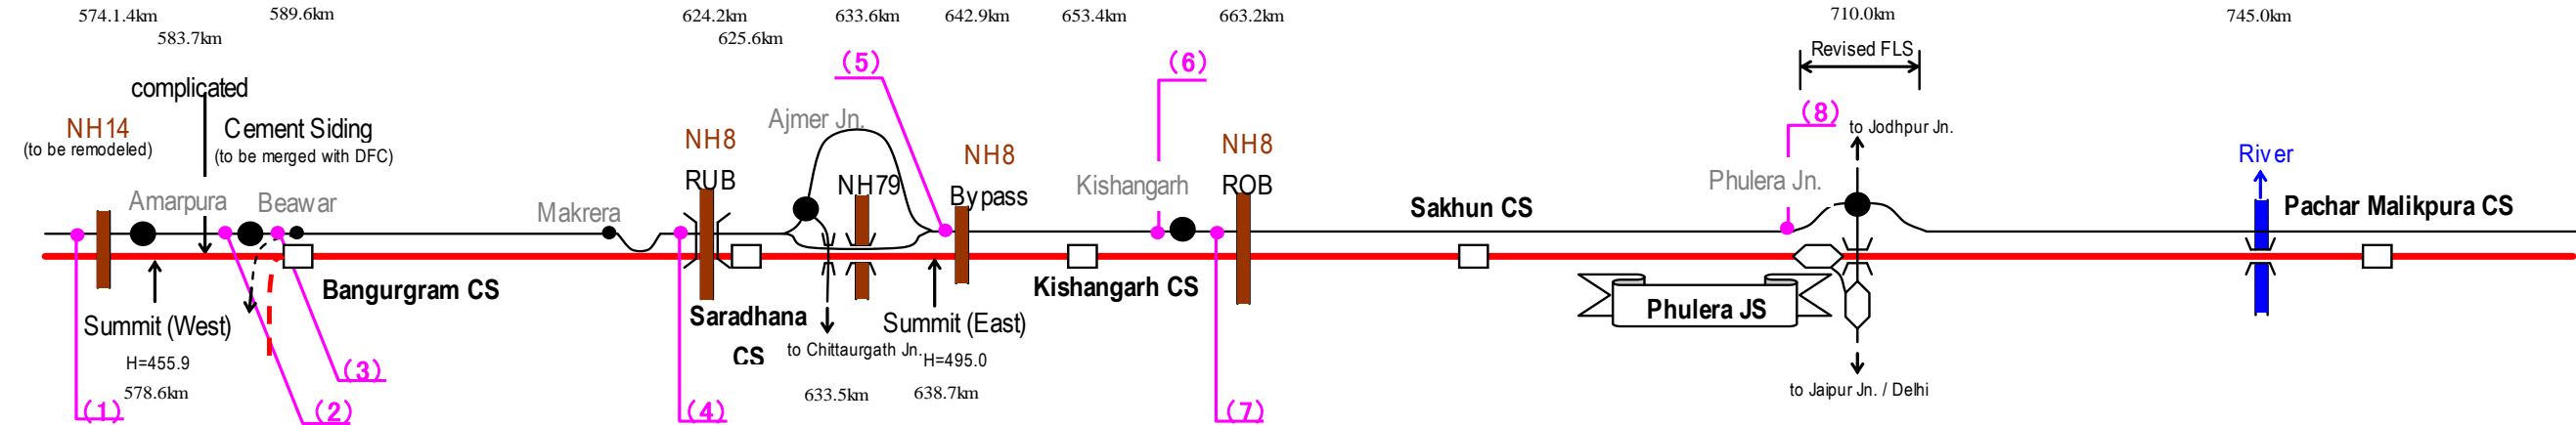 574.1.4km
589.6km
624.2km
633.6km
642.9km
653.4km
663.2km
710.0km
745.0km
583.7km
625.6km
Revised FLS
(5)
(6)
complicated
(8)
NH14
(to be remodeled)
Cement Siding
(to be merged with DFC)
Ajmer Jn.
to Jodhpur Jn.
NH8
RUB
NH79
NH8
Bypass
NH8
ROB
River
Amarpura
Beawar
Makrera
Kishangarh
Phulera Jn.
Sakhun CS
Pachar Malikpura CS
Bangurgram CS
Saradhana
CS
Kishangarh CS
Phulera JS
Summit (West)
H=455.9
578.6km
to Chittaurgath Jn.
633.5km
Summit (East)
H=495.0
638.7km
(3)
to Jaipur Jn. / Delhi
(1)
(2)
(4)
(7)